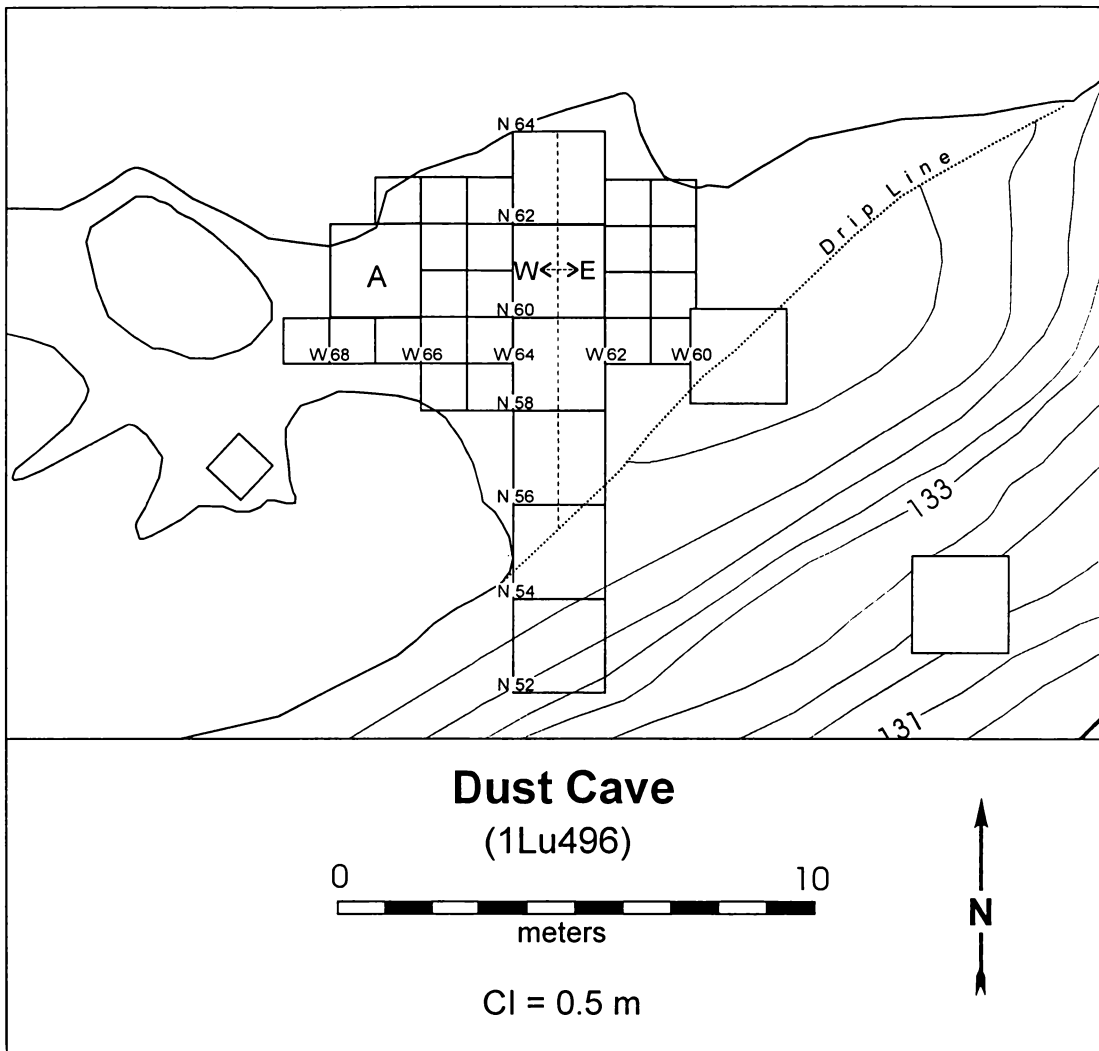 N 64
Drip Line
N 62
W E
A
N 60
W 68 W 66 W 64 W 62 W 60
N 58
133
N 56
N 54
N 52
131
Dust Cave
(1Lu496)
0 10
meters
N
CI = 0.5 m